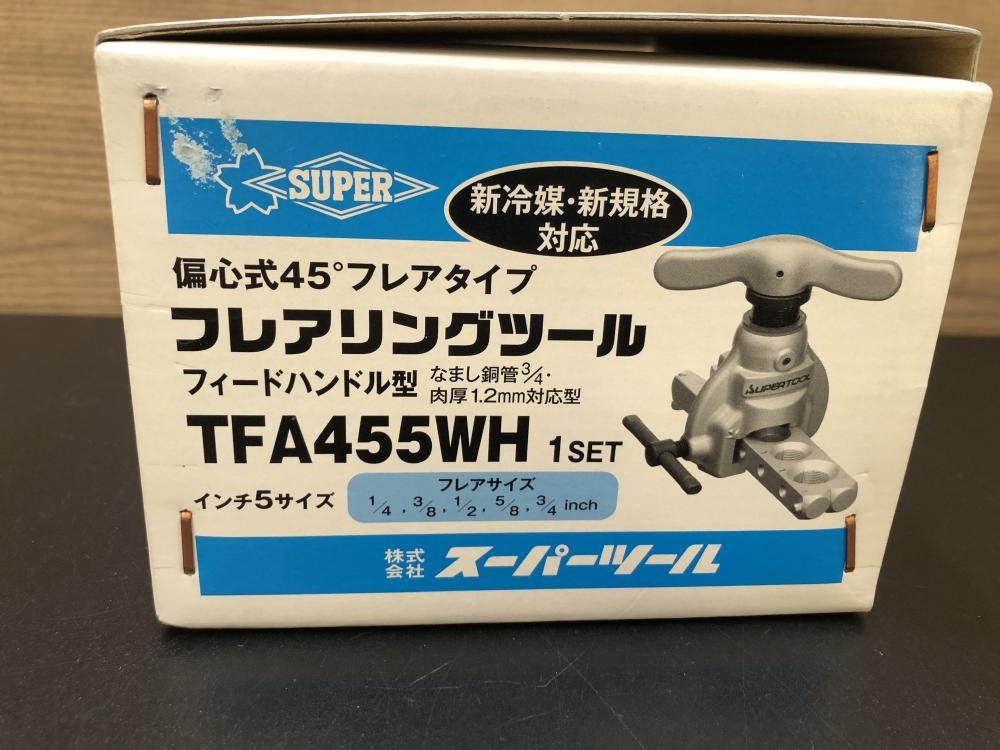 SUPER
新冷媒・新規格
対応
偏心式45°フレアタイプ
フレアリングツール
フィードハンドル型 なまし銅管3/4・
肉厚1.2mm対応型
TFA455WH 1SET
インチ5サイズ
フレアサイズ
1/4, 3/8, 1/2, 5/8, 3/4 inch
SUPERTOOL
株式会社 スーパーツール